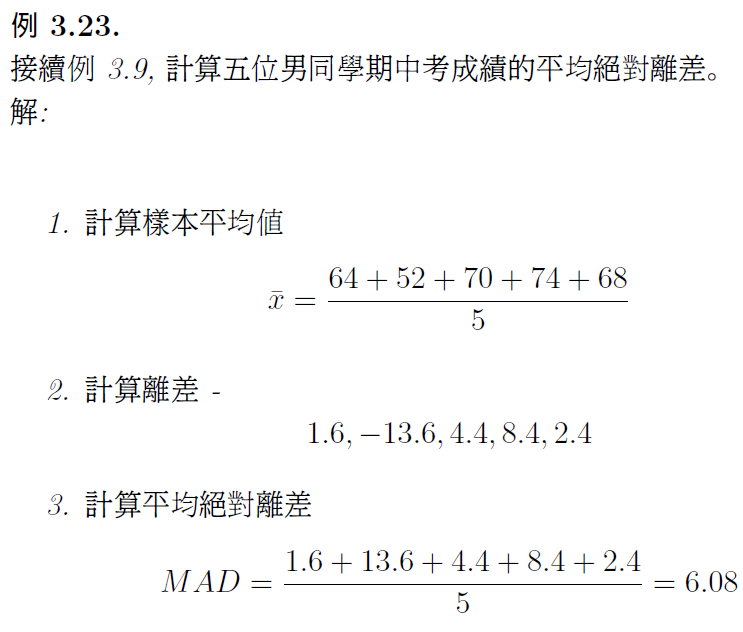 例 3.23.
接續例 3.9, 計算五位男同學期中考成績的平均絕對離差。
解:
1. 計算樣本平均值
x̄ = (64 + 52 + 70 + 74 + 68) / 5
2. 計算離差 -
1.6, −13.6, 4.4, 8.4, 2.4
3. 計算平均絕對離差
MAD = (1.6 + 13.6 + 4.4 + 8.4 + 2.4) / 5 = 6.08